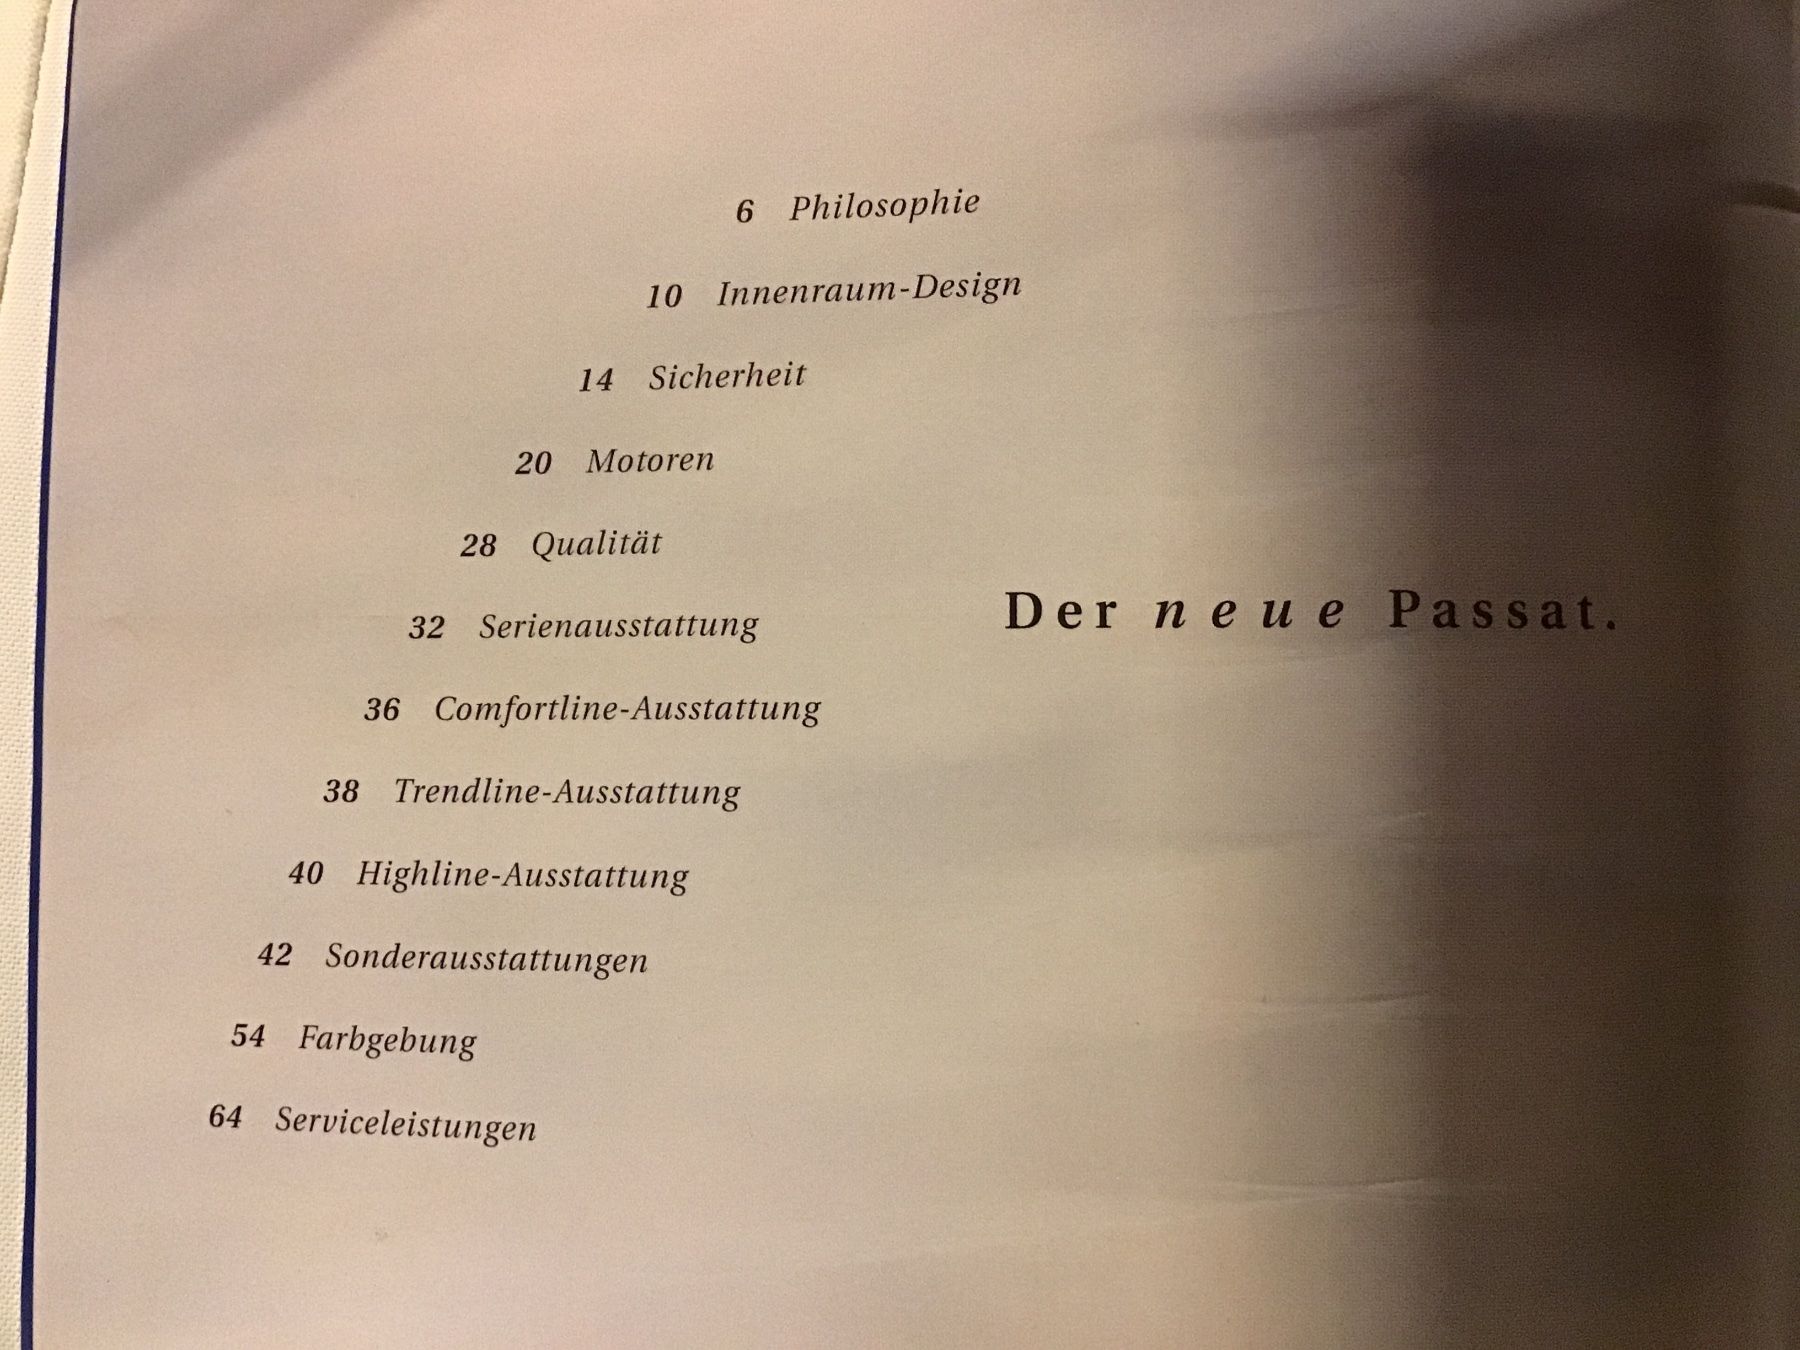 6 Philosophie
10 Innenraum-Design
14 Sicherheit
20 Motoren
28 Qualität
32 Serienausstattung
36 Comfortline-Ausstattung
38 Trendline-Ausstattung
40 Highline-Ausstattung
42 Sonderausstattungen
54 Farbgebung
64 Serviceleistungen
Der neue Passat.